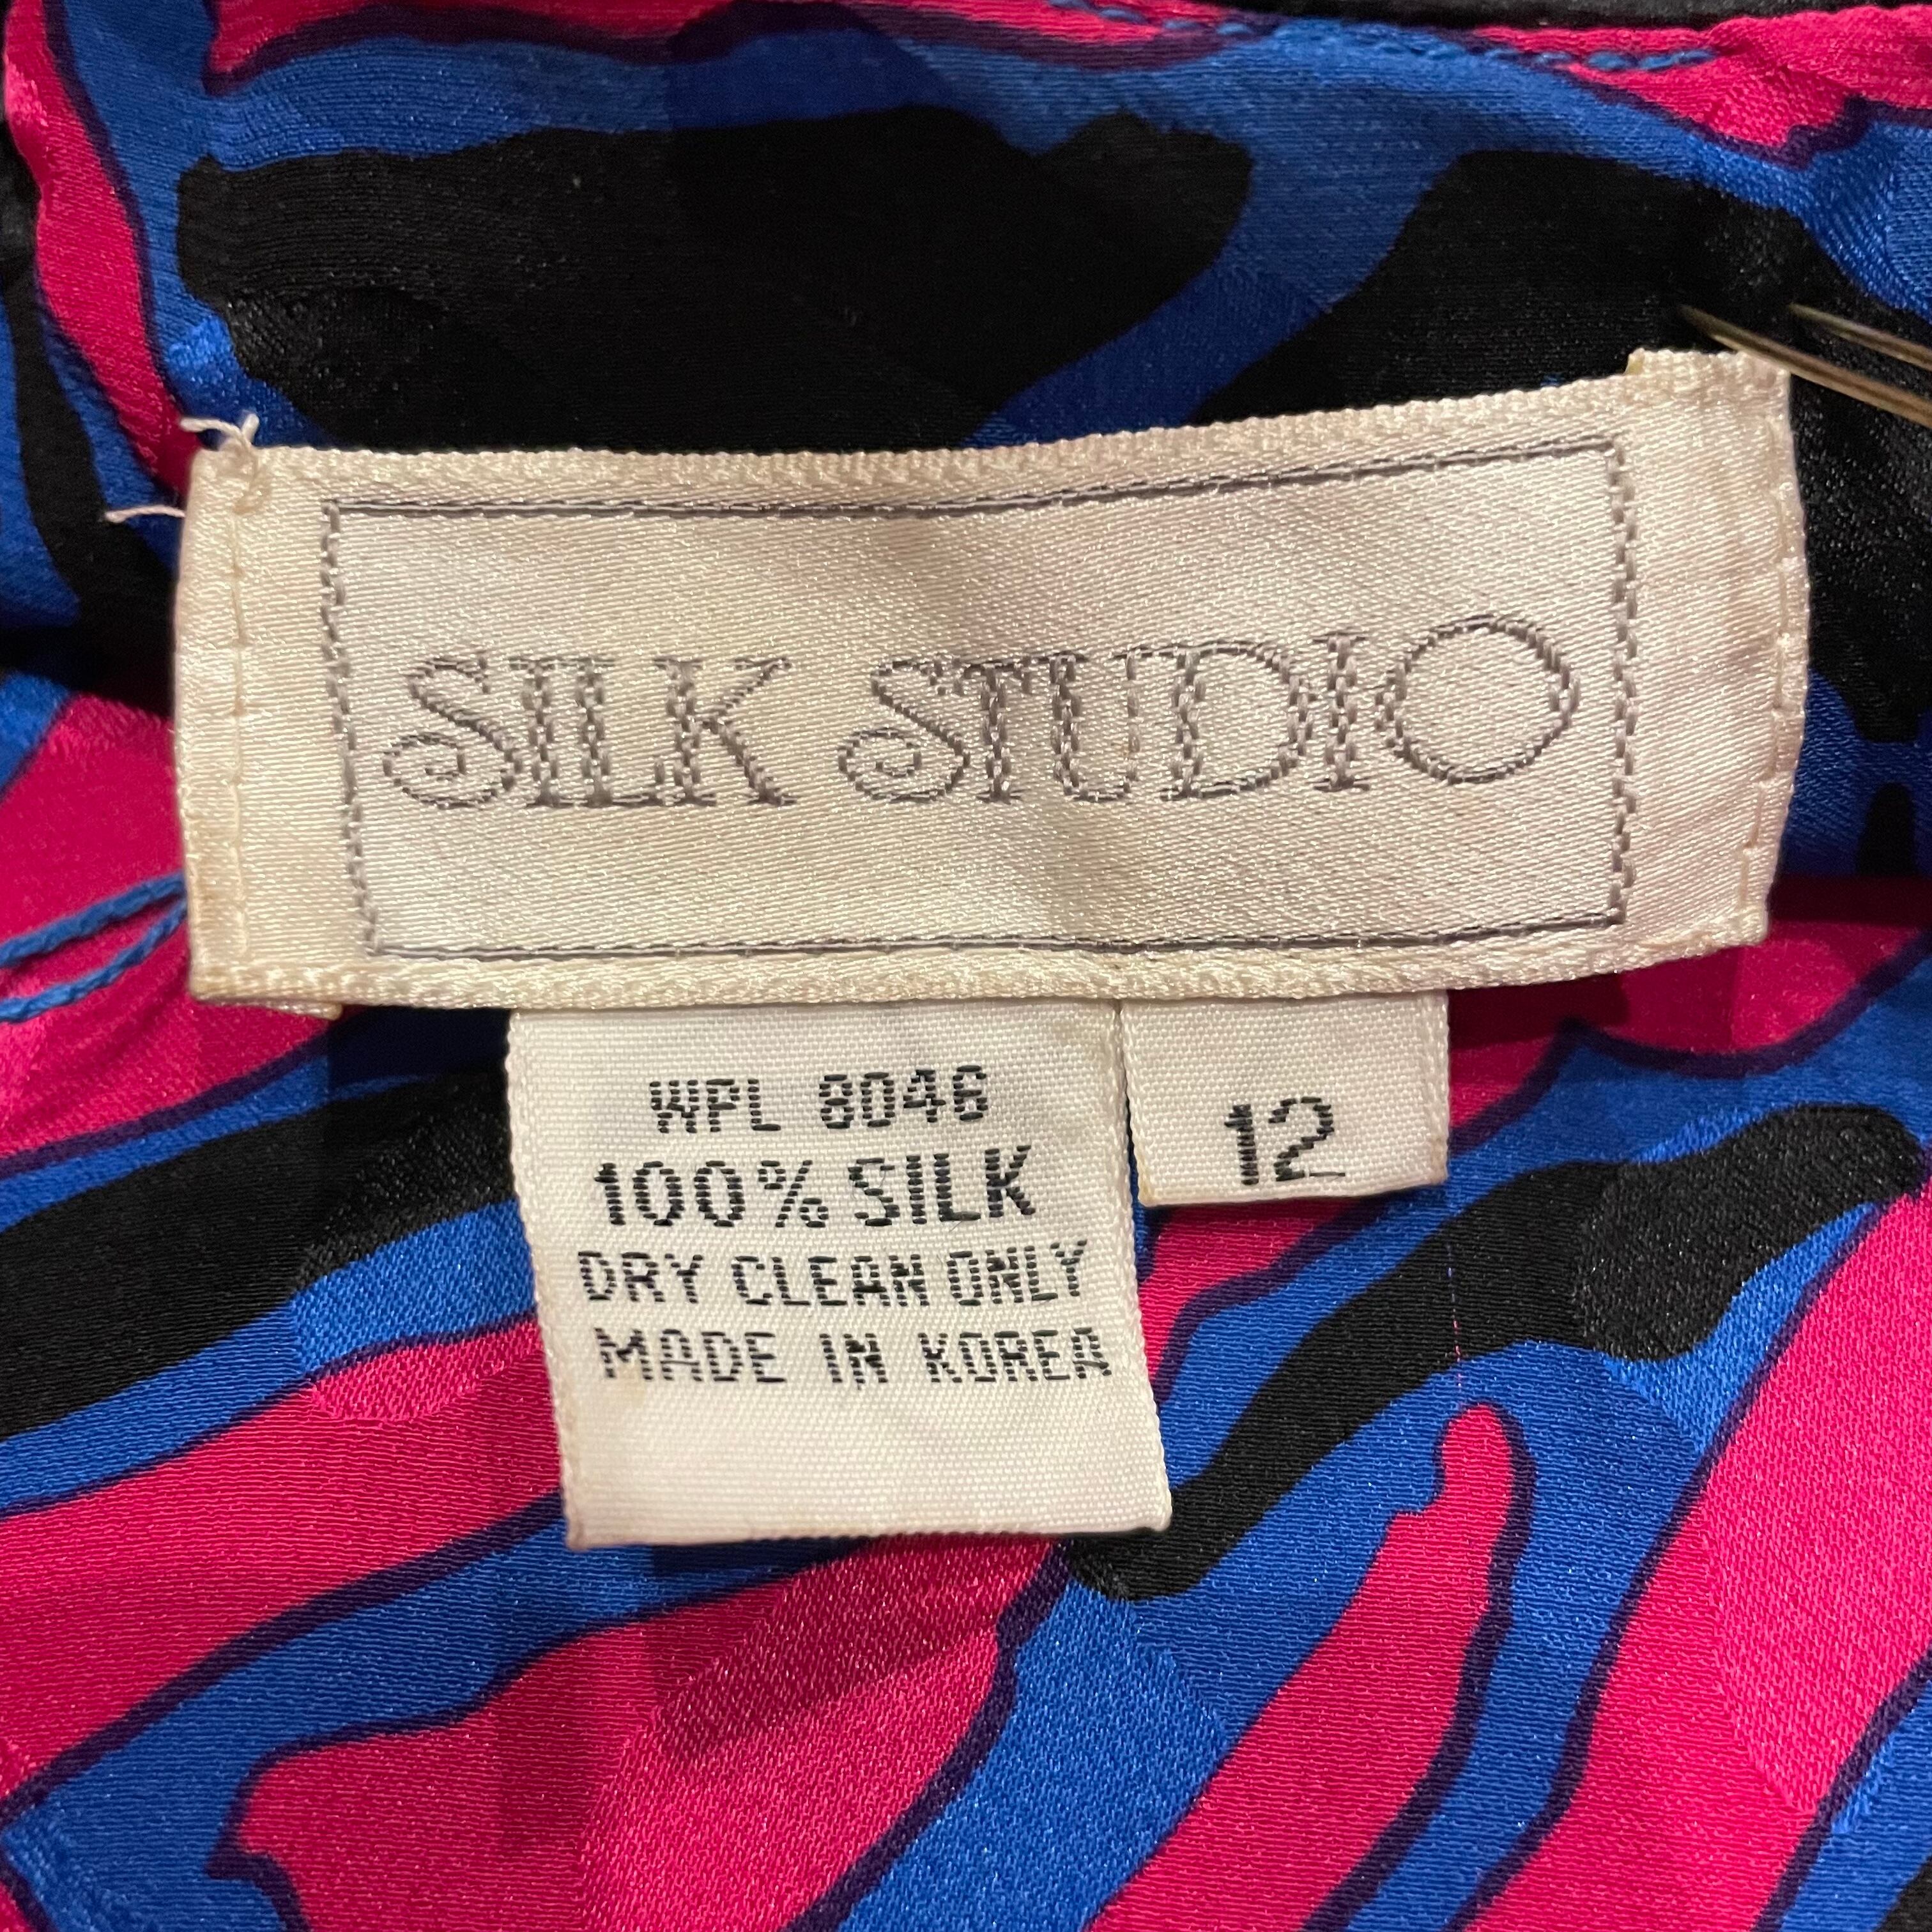 SILK STUDIO
WPL 8046
100% SILK
DRY CLEAN ONLY
MADE IN KOREA
12